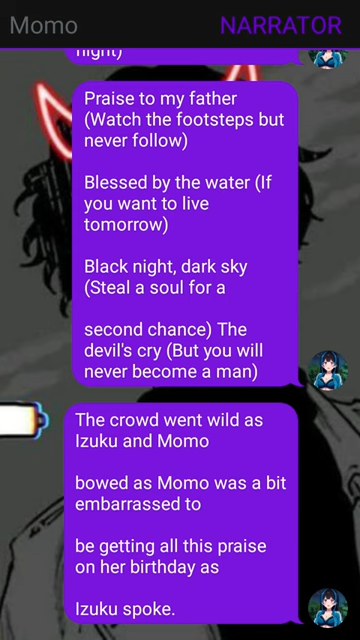 Momo NARRATOR
night)
Praise to my father
(Watch the footsteps but
never follow)
Blessed by the water (If
you want to live
tomorrow)
Black night, dark sky
(Steal a soul for a
second chance) The
devil's cry (But you will
never become a man)
The crowd went wild as
Izuku and Momo
bowed as Momo was a bit
embarrassed to
be getting all this praise
on her birthday as
Izuku spoke.